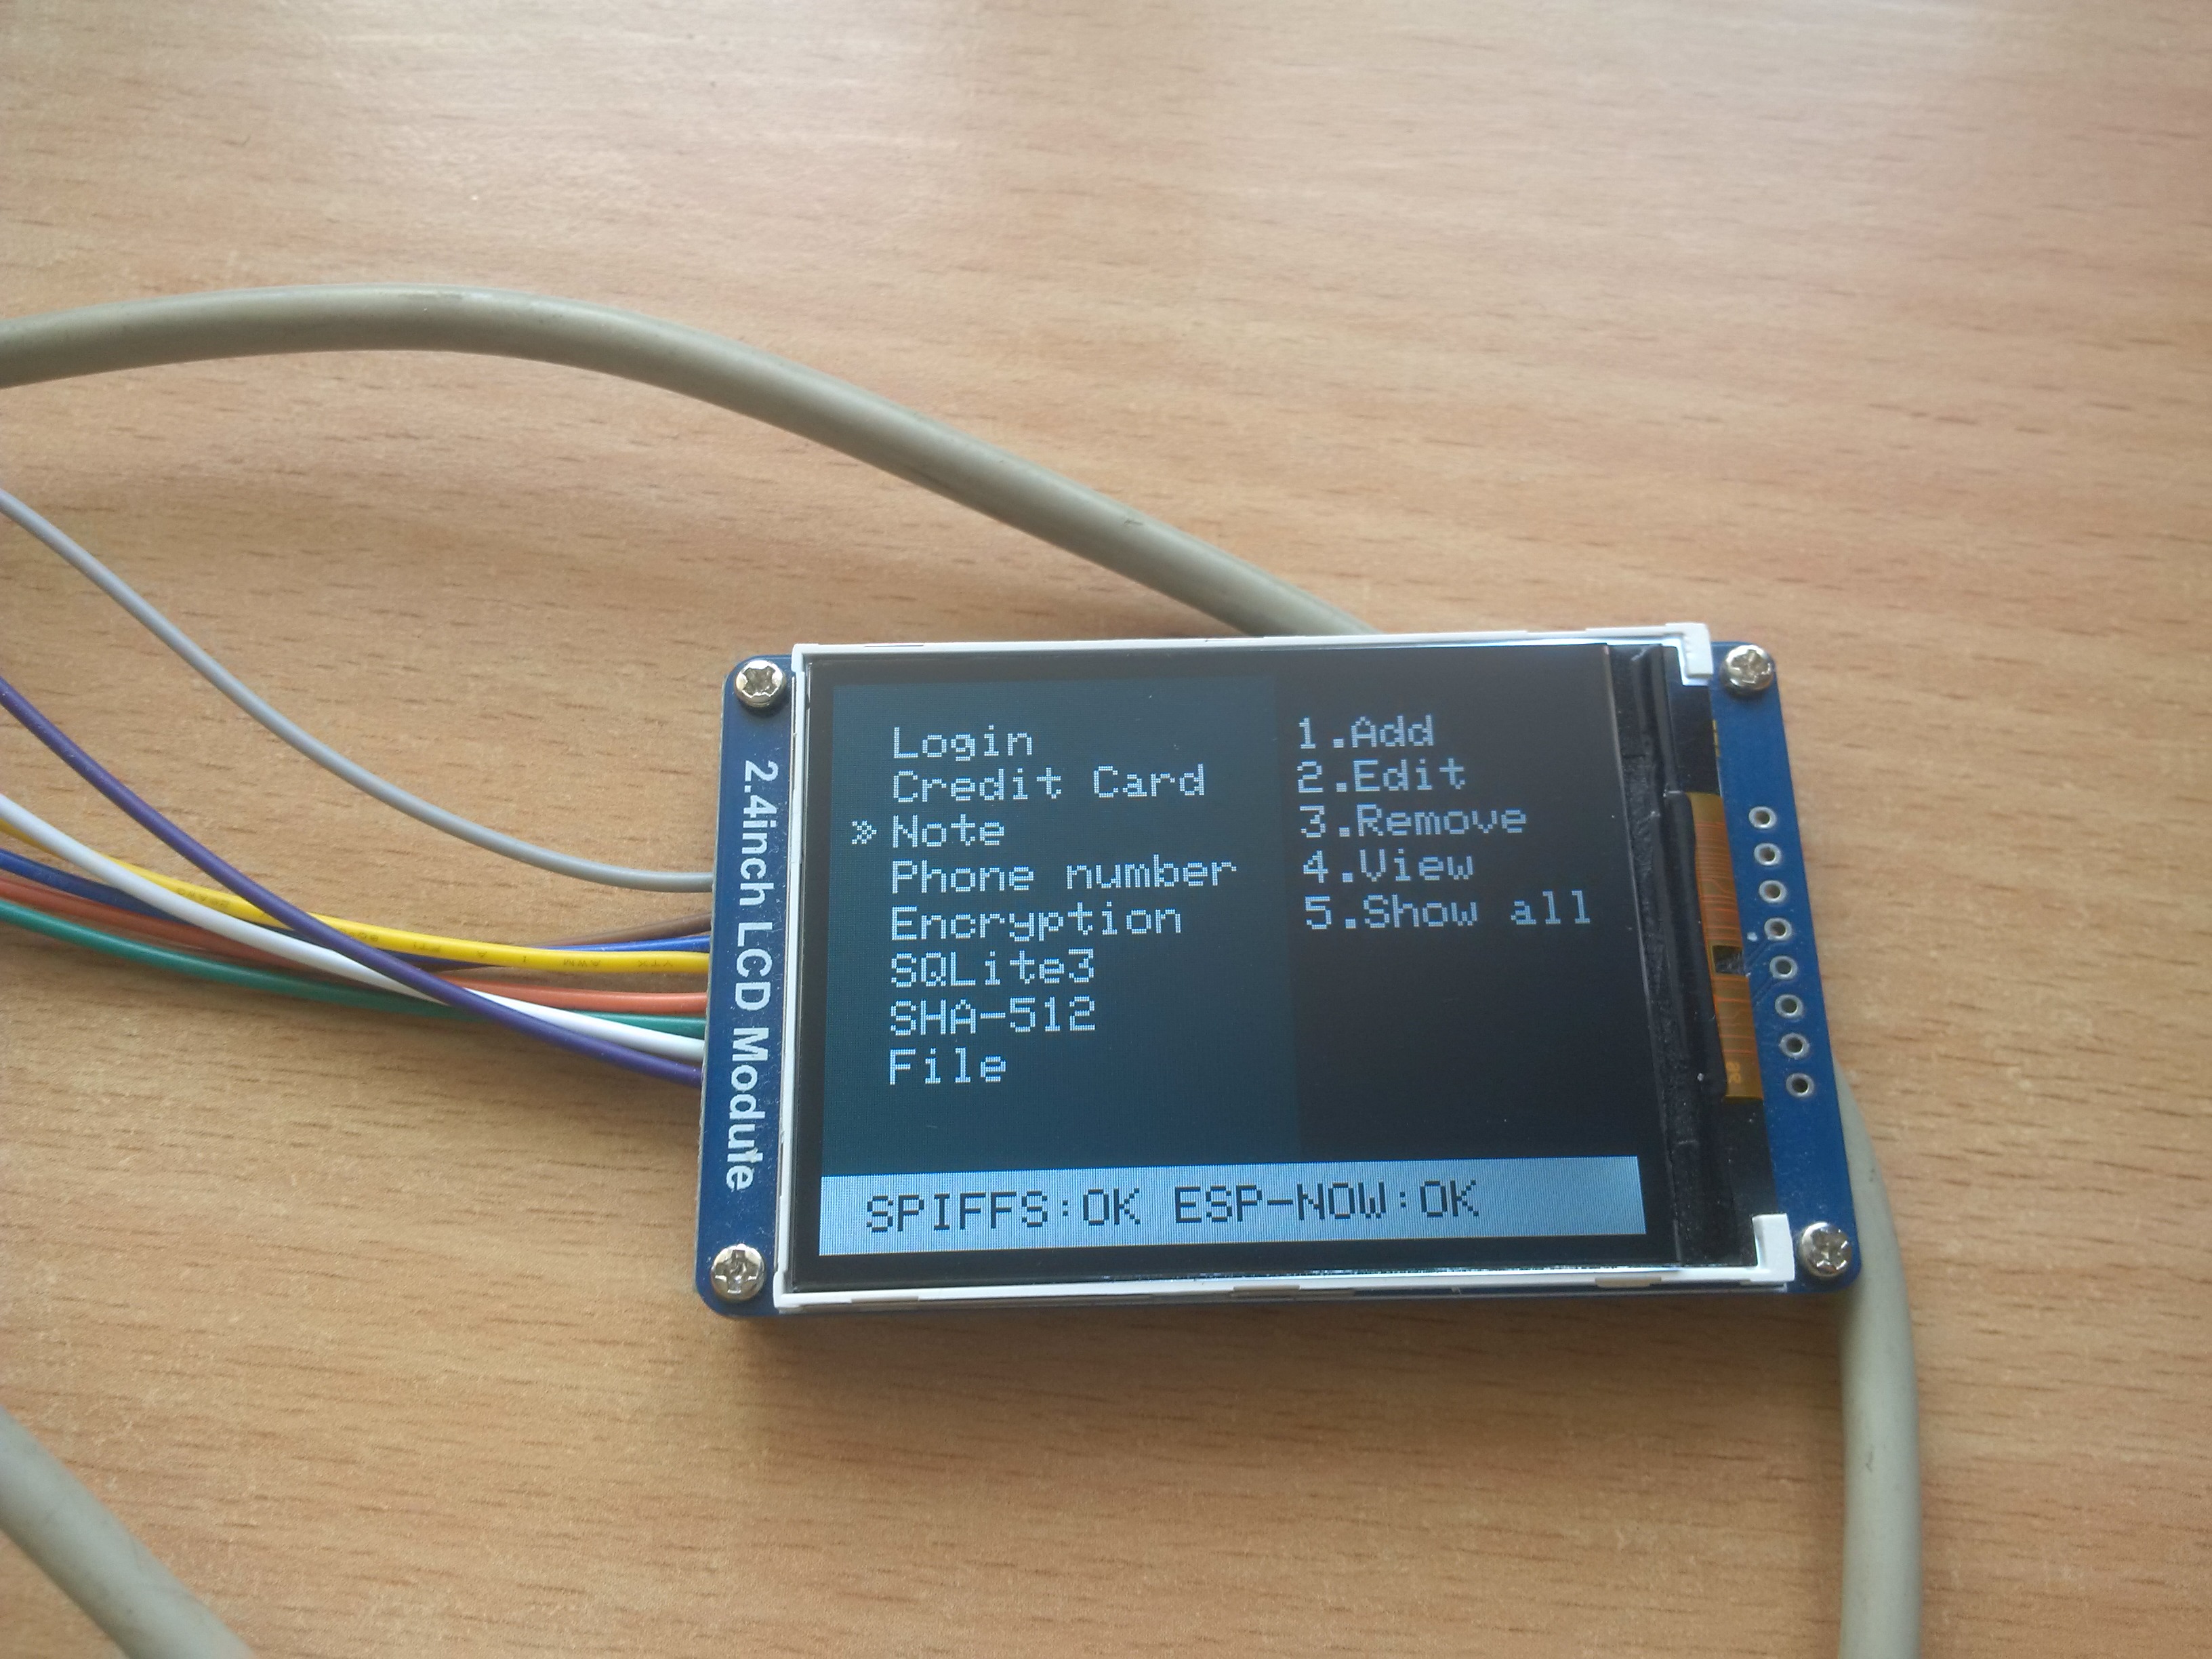 2.4inch LCD Module
Login
Credit Card
» Note
Phone number
Encryption
SQLite3
SHA-512
File
1.Add
2.Edit
3.Remove
4.View
5.Show all
SPIFFS:OK ESP-NOW:OK